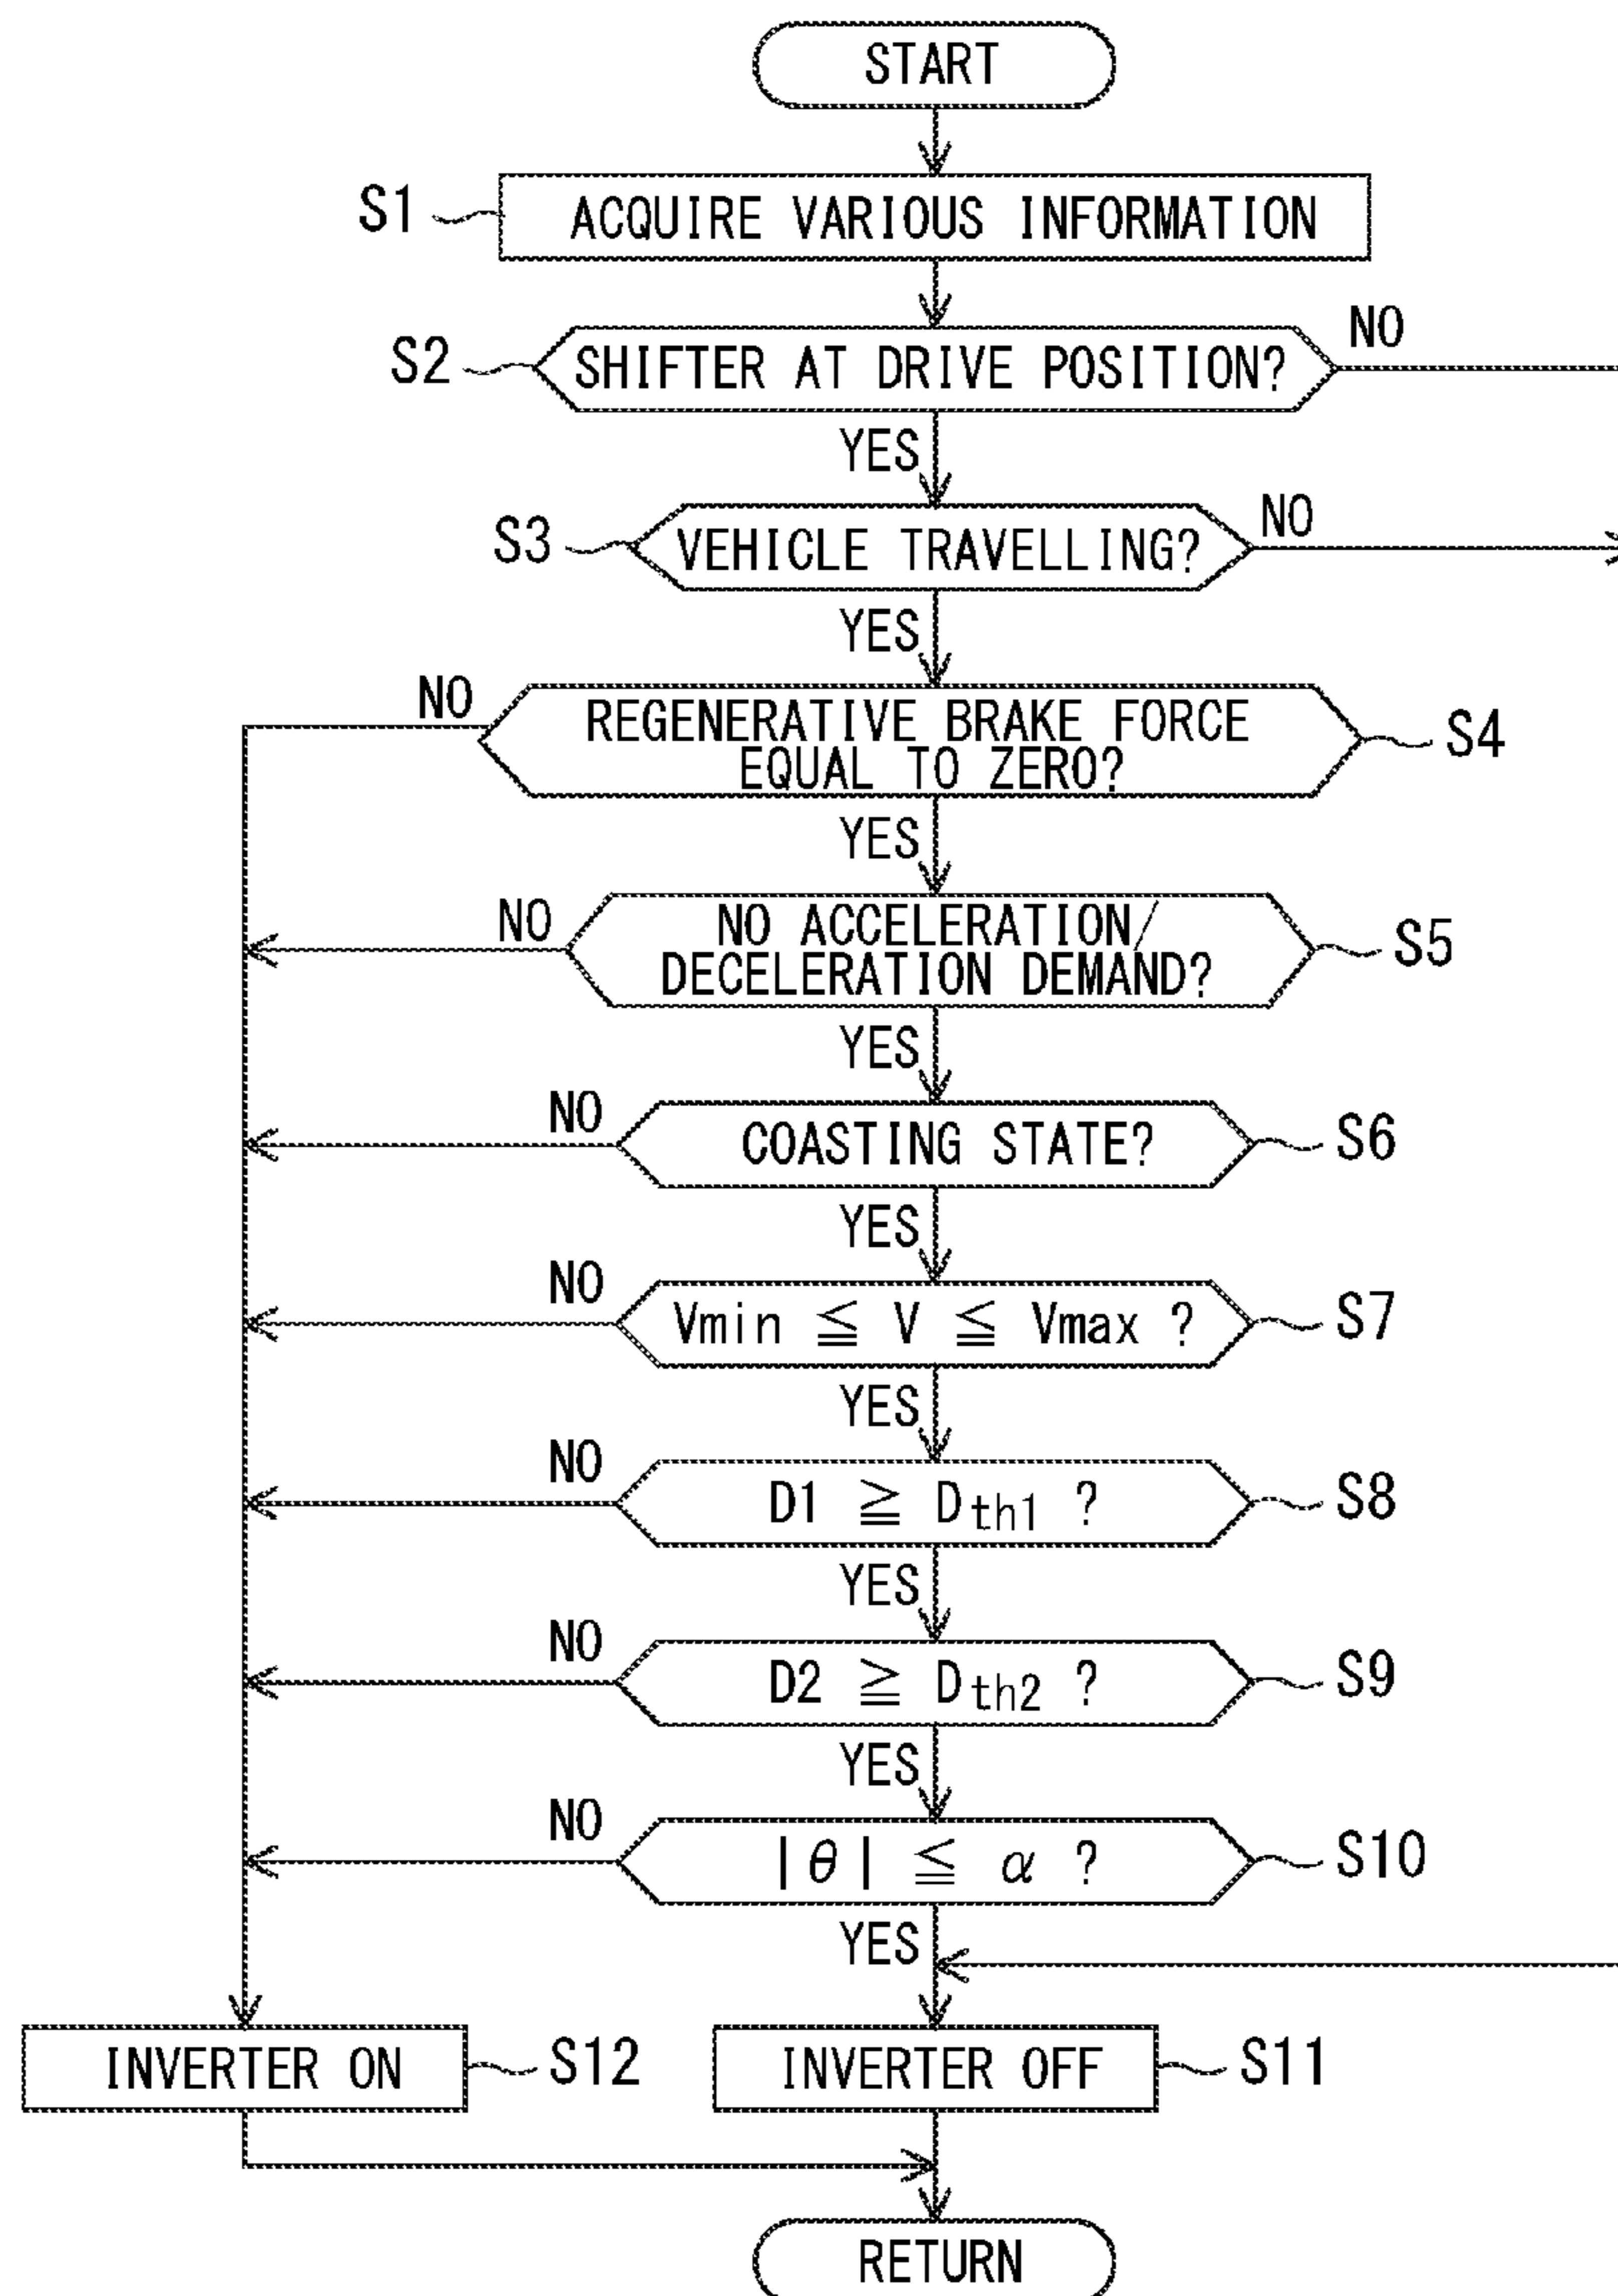 START
S1
ACQUIRE VARIOUS INFORMATION
S2
SHIFTER AT DRIVE POSITION?
NO
YES
S3
VEHICLE TRAVELLING?
NO
YES
NO
REGENERATIVE BRAKE FORCE
EQUAL TO ZERO?
S4
YES
NO
NO ACCELERATION/
DECELERATION DEMAND?
S5
YES
NO
COASTING STATE?
S6
YES
NO
Vmin ≦ V ≦ Vmax ?
S7
YES
NO
D1 ≧ Dth1 ?
S8
YES
NO
D2 ≧ Dth2 ?
S9
YES
NO
|θ| ≦ α ?
S10
YES
INVERTER ON
S12
INVERTER OFF
S11
RETURN